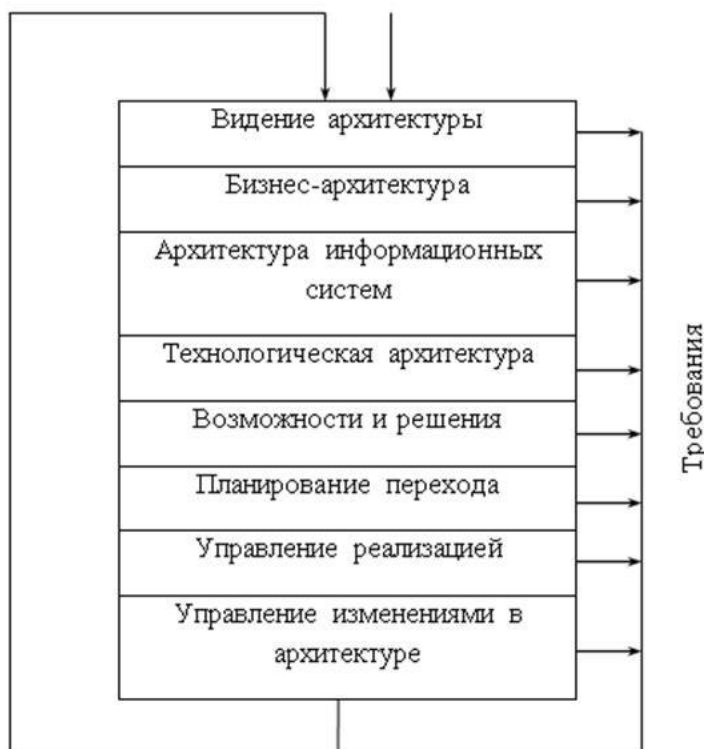 Видение архитектуры
Бизнес-архитектура
Архитектура информационных
систем
Технологическая архитектура
Возможности и решения
Планирование перехода
Управление реализацией
Управление изменениями в
архитектуре
Требования